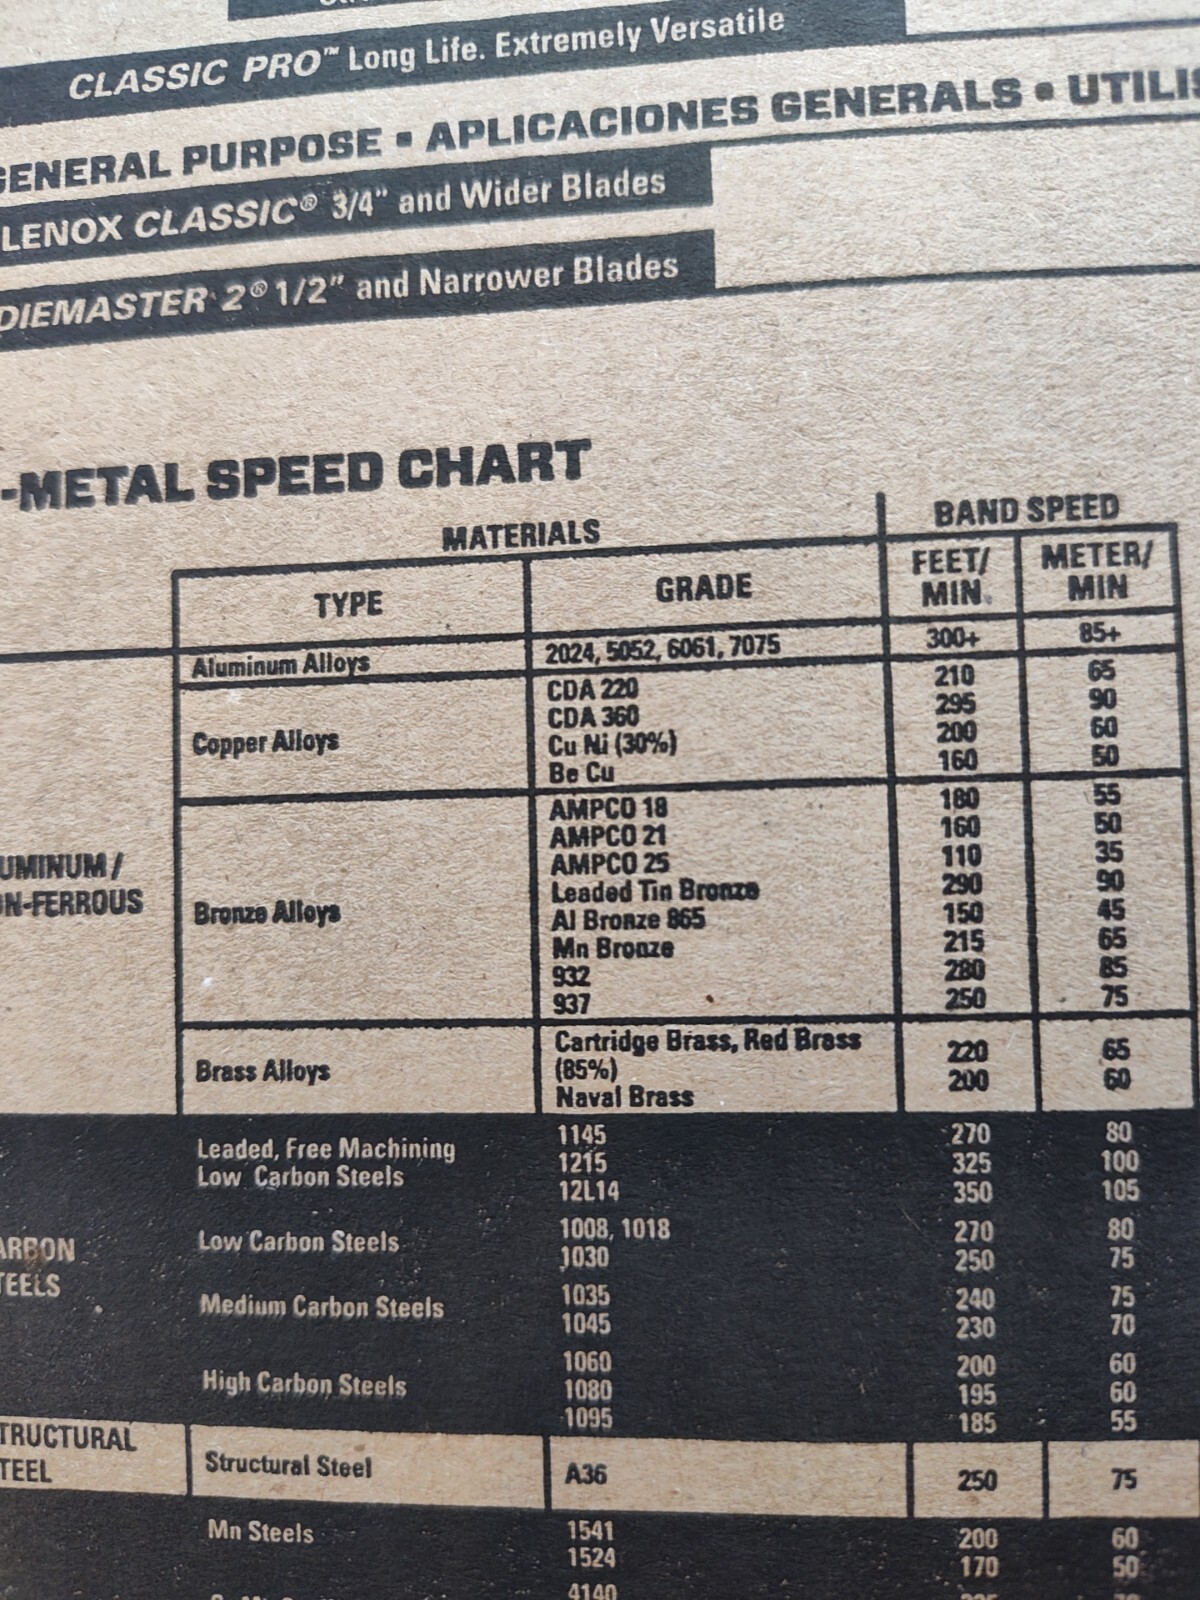 CLASSIC PRO™ Long Life. Extremely Versatile
GENERAL PURPOSE • APLICACIONES GENERALS •
LENOX CLASSIC® 3/4" and Wider Blades
DIEMASTER 2® 1/2" and Narrower Blades
-METAL SPEED CHART
MATERIALS BAND SPEED
TYPE GRADE FEET/ MIN. METER/ MIN
Aluminum Alloys 2024, 5052, 6061, 7075 300+ 85+
CDA 220 210 65
CDA 360 295 90
Copper Alloys Cu Ni (30%) 200 60
Be Cu 160 50
AMPCO 18 180 55
AMPCO 21 160 50
UMINUM / AMPCO 25 110 35
N-FERROUS Leaded Tin Bronze 290 90
Bronze Alloys Al Bronze 865 150 45
Mn Bronze 215 65
932 280 85
937 250 75
Cartridge Brass, Red Brass 220 65
Brass Alloys (85%)
Naval Brass 200 60
Leaded, Free Machining 1145 270 80
Low Carbon Steels 1215 325 100
12L14 350 105
ARBON Low Carbon Steels 1008, 1018 270 80
TEELS 1030 250 75
Medium Carbon Steels 1035 240 75
1045 230 70
1060 200 60
High Carbon Steels 1080 195 60
1095 185 55
TRUCTURAL
TEEL Structural Steel A36 250 75
Mn Steels 1541 200 60
1524 170 50
4140